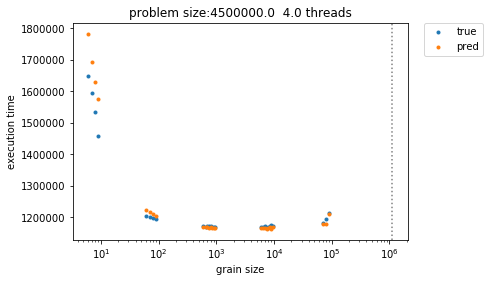 problem size:4500000.0  4.0 threads
true
pred
execution time
1800000
1700000
1600000
1500000
1400000
1300000
1200000
10¹ 10² 10³ 10⁴ 10⁵ 10⁶
grain size